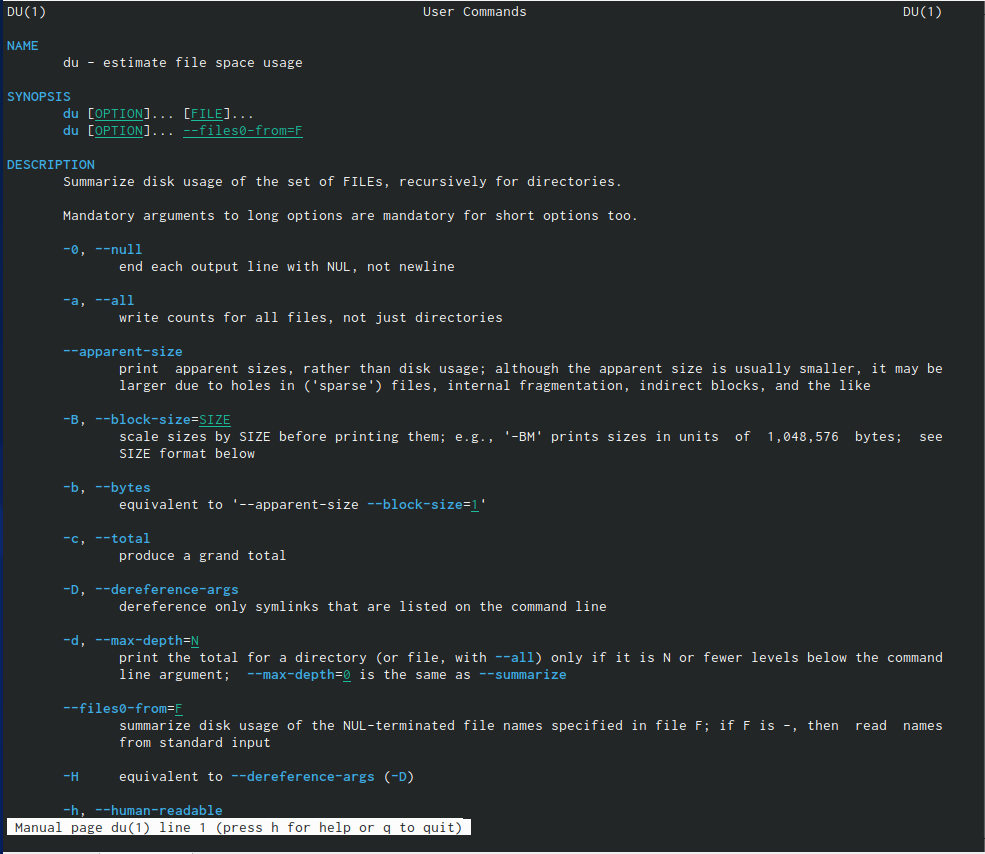 DU(1) User Commands DU(1)
NAME
du - estimate file space usage
SYNOPSIS
du [OPTION]... [FILE]...
du [OPTION]... --files0-from=F
DESCRIPTION
Summarize disk usage of the set of FILEs, recursively for directories.
Mandatory arguments to long options are mandatory for short options too.
-0, --null
end each output line with NUL, not newline
-a, --all
write counts for all files, not just directories
--apparent-size
print  apparent sizes, rather than disk usage; although the apparent size is usually smaller, it may be
larger due to holes in ('sparse') files, internal fragmentation, indirect blocks, and the like
-B, --block-size=SIZE
scale sizes by SIZE before printing them; e.g., '-BM' prints sizes in units  of  1,048,576  bytes;  see
SIZE format below
-b, --bytes
equivalent to '--apparent-size --block-size=1'
-c, --total
produce a grand total
-D, --dereference-args
dereference only symlinks that are listed on the command line
-d, --max-depth=N
print the total for a directory (or file, with --all) only if it is N or fewer levels below the command
line argument;  --max-depth=0 is the same as --summarize
--files0-from=F
summarize disk usage of the NUL-terminated file names specified in file F; if F is -, then  read  names
from standard input
-H equivalent to --dereference-args (-D)
-h, --human-readable
Manual page du(1) line 1 (press h for help or q to quit)